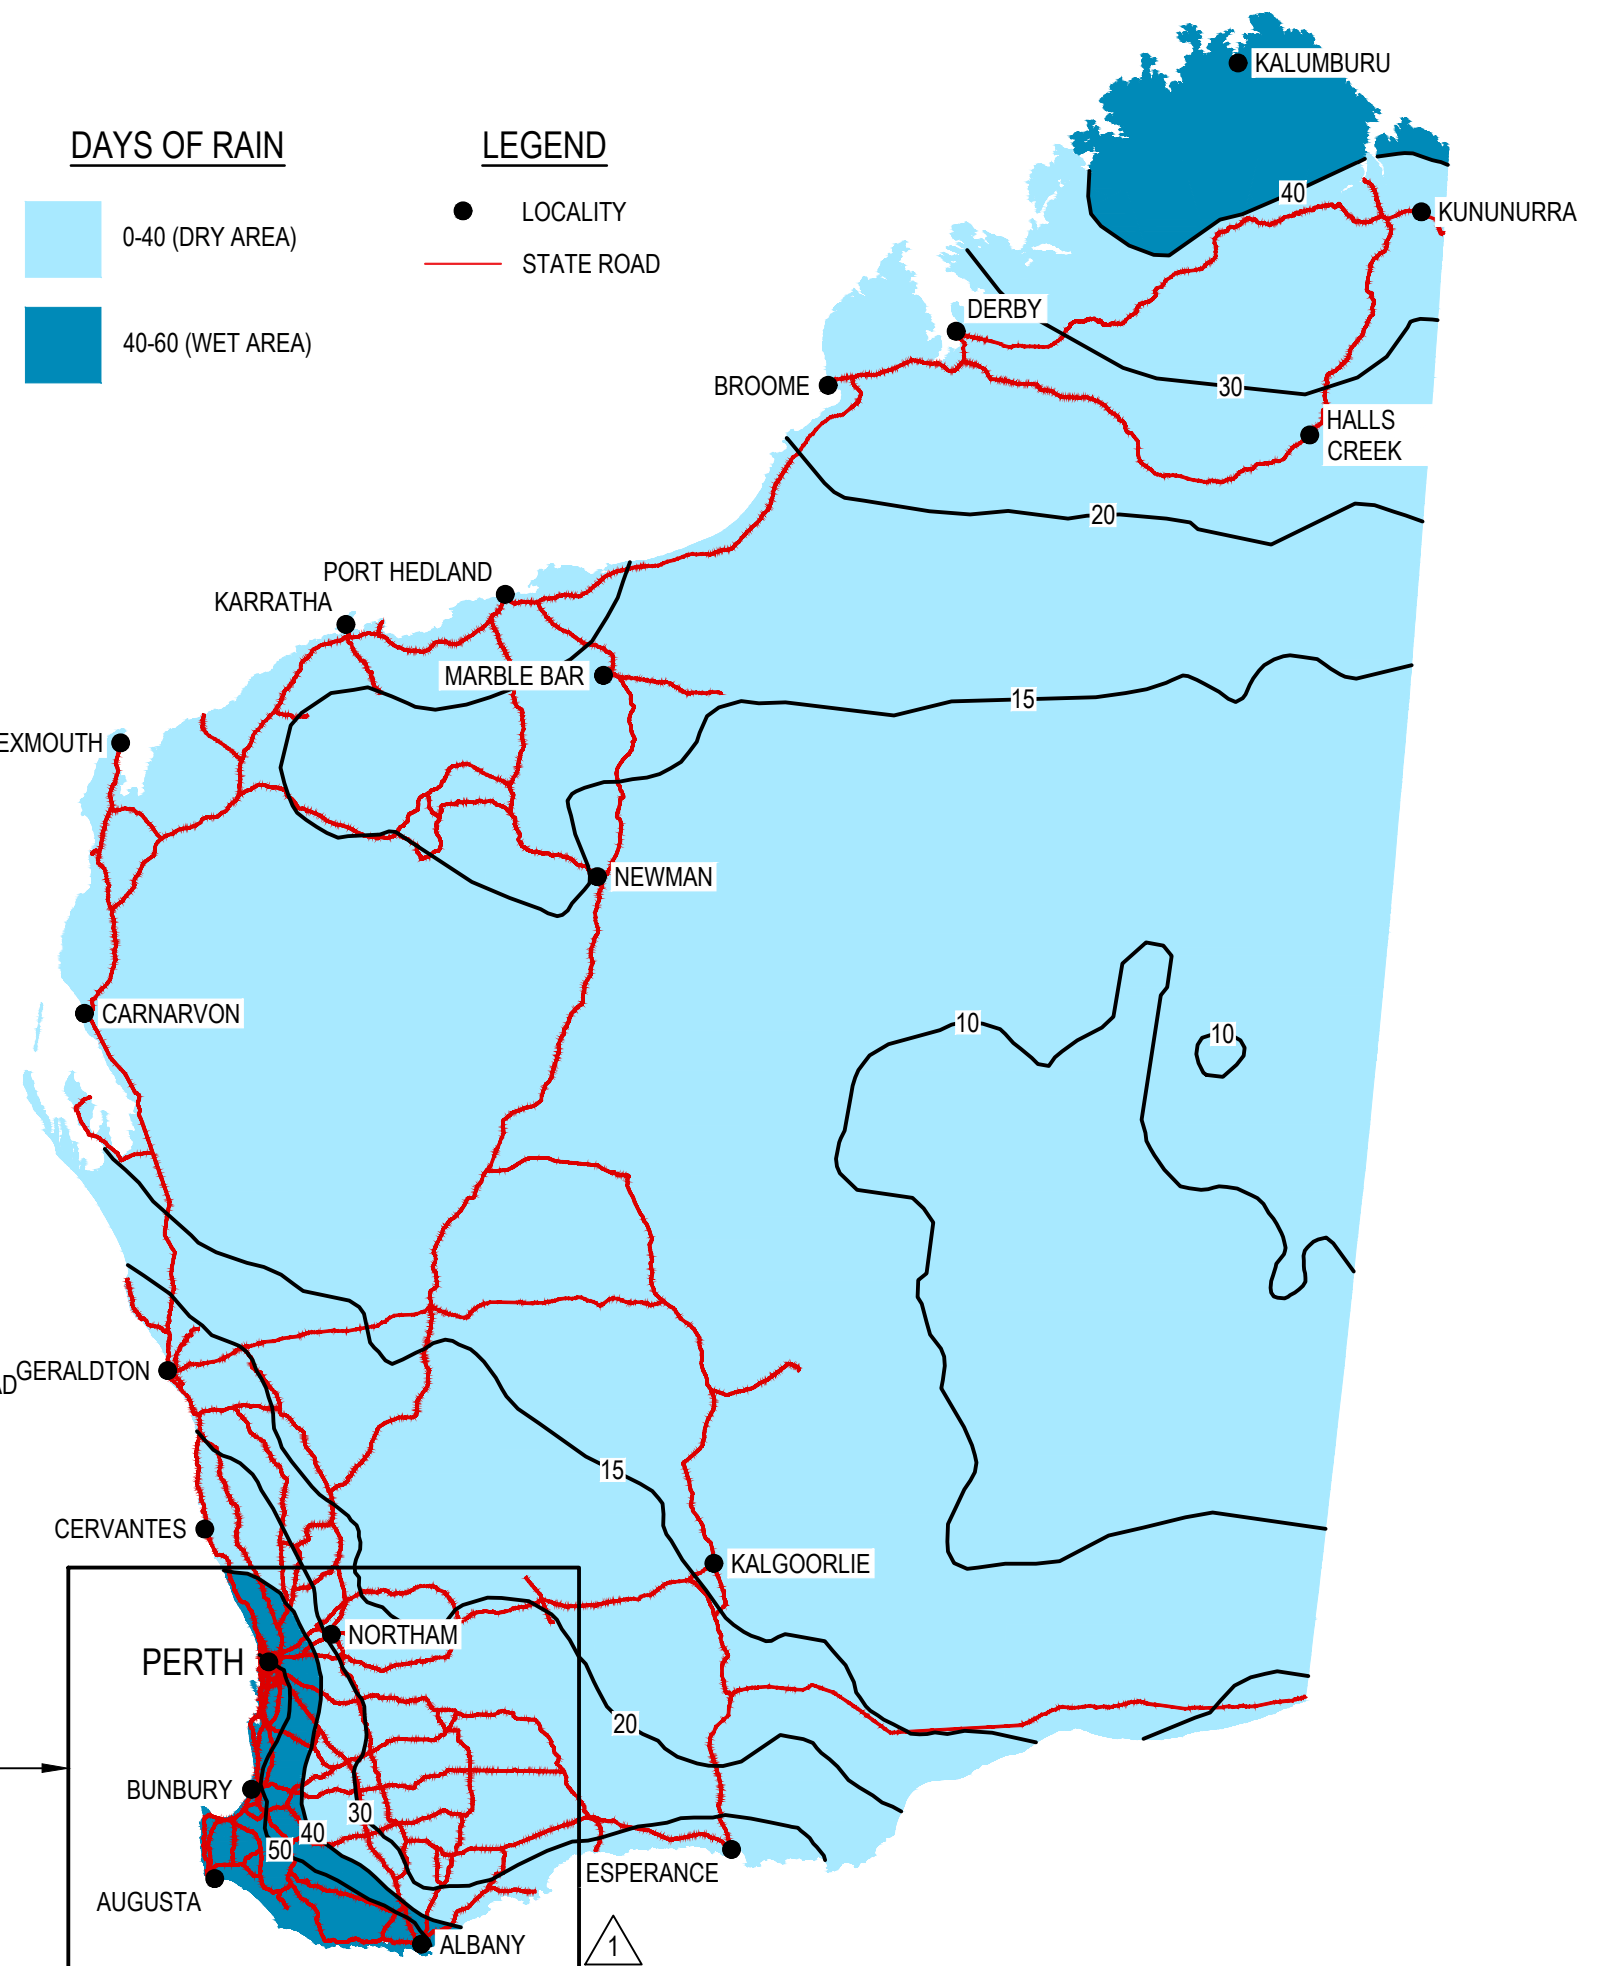 KALUMBURU
DAYS OF RAIN
LEGEND
0-40 (DRY AREA)
LOCALITY
STATE ROAD
40-60 (WET AREA)
40
KUNUNURRA
DERBY
BROOME
30
HALLS
CREEK
20
PORT HEDLAND
KARRATHA
MARBLE BAR
15
EXMOUTH
NEWMAN
CARNARVON
10
10
GERALDTON
15
CERVANTES
KALGOORLIE
NORTHAM
PERTH
20
BUNBURY
30
40
50
ESPERANCE
AUGUSTA
ALBANY
1